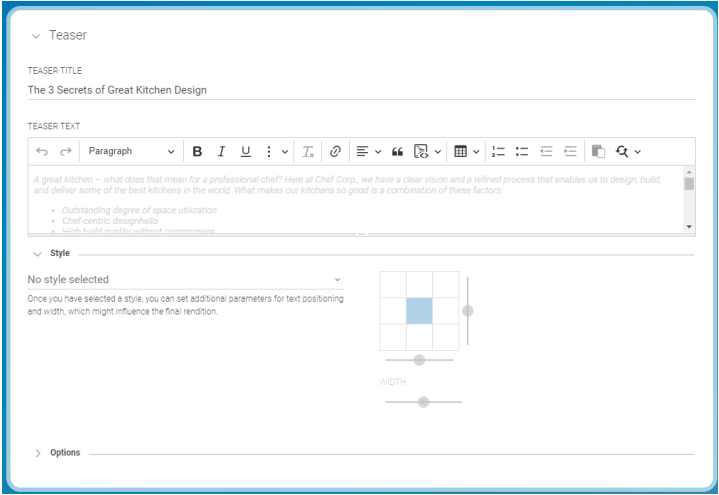 Teaser
TEASER TITLE
The 3 Secrets of Great Kitchen Design
TEASER TEXT
Paragraph
B I U
A great kitchen – what does that mean for a professional chef? Here at Chef Corp., we have a clear vision and a refined process that enables us to design, build,
and deliver some of the best kitchens in the world. What makes our kitchens so good is a combination of these factors:
Outstanding degree of space utilization
Chef-centric designhello
High build quality without compromise
Style
No style selected
Once you have selected a style, you can set additional parameters for text positioning
and width, which might influence the final rendition.
WIDTH
Options